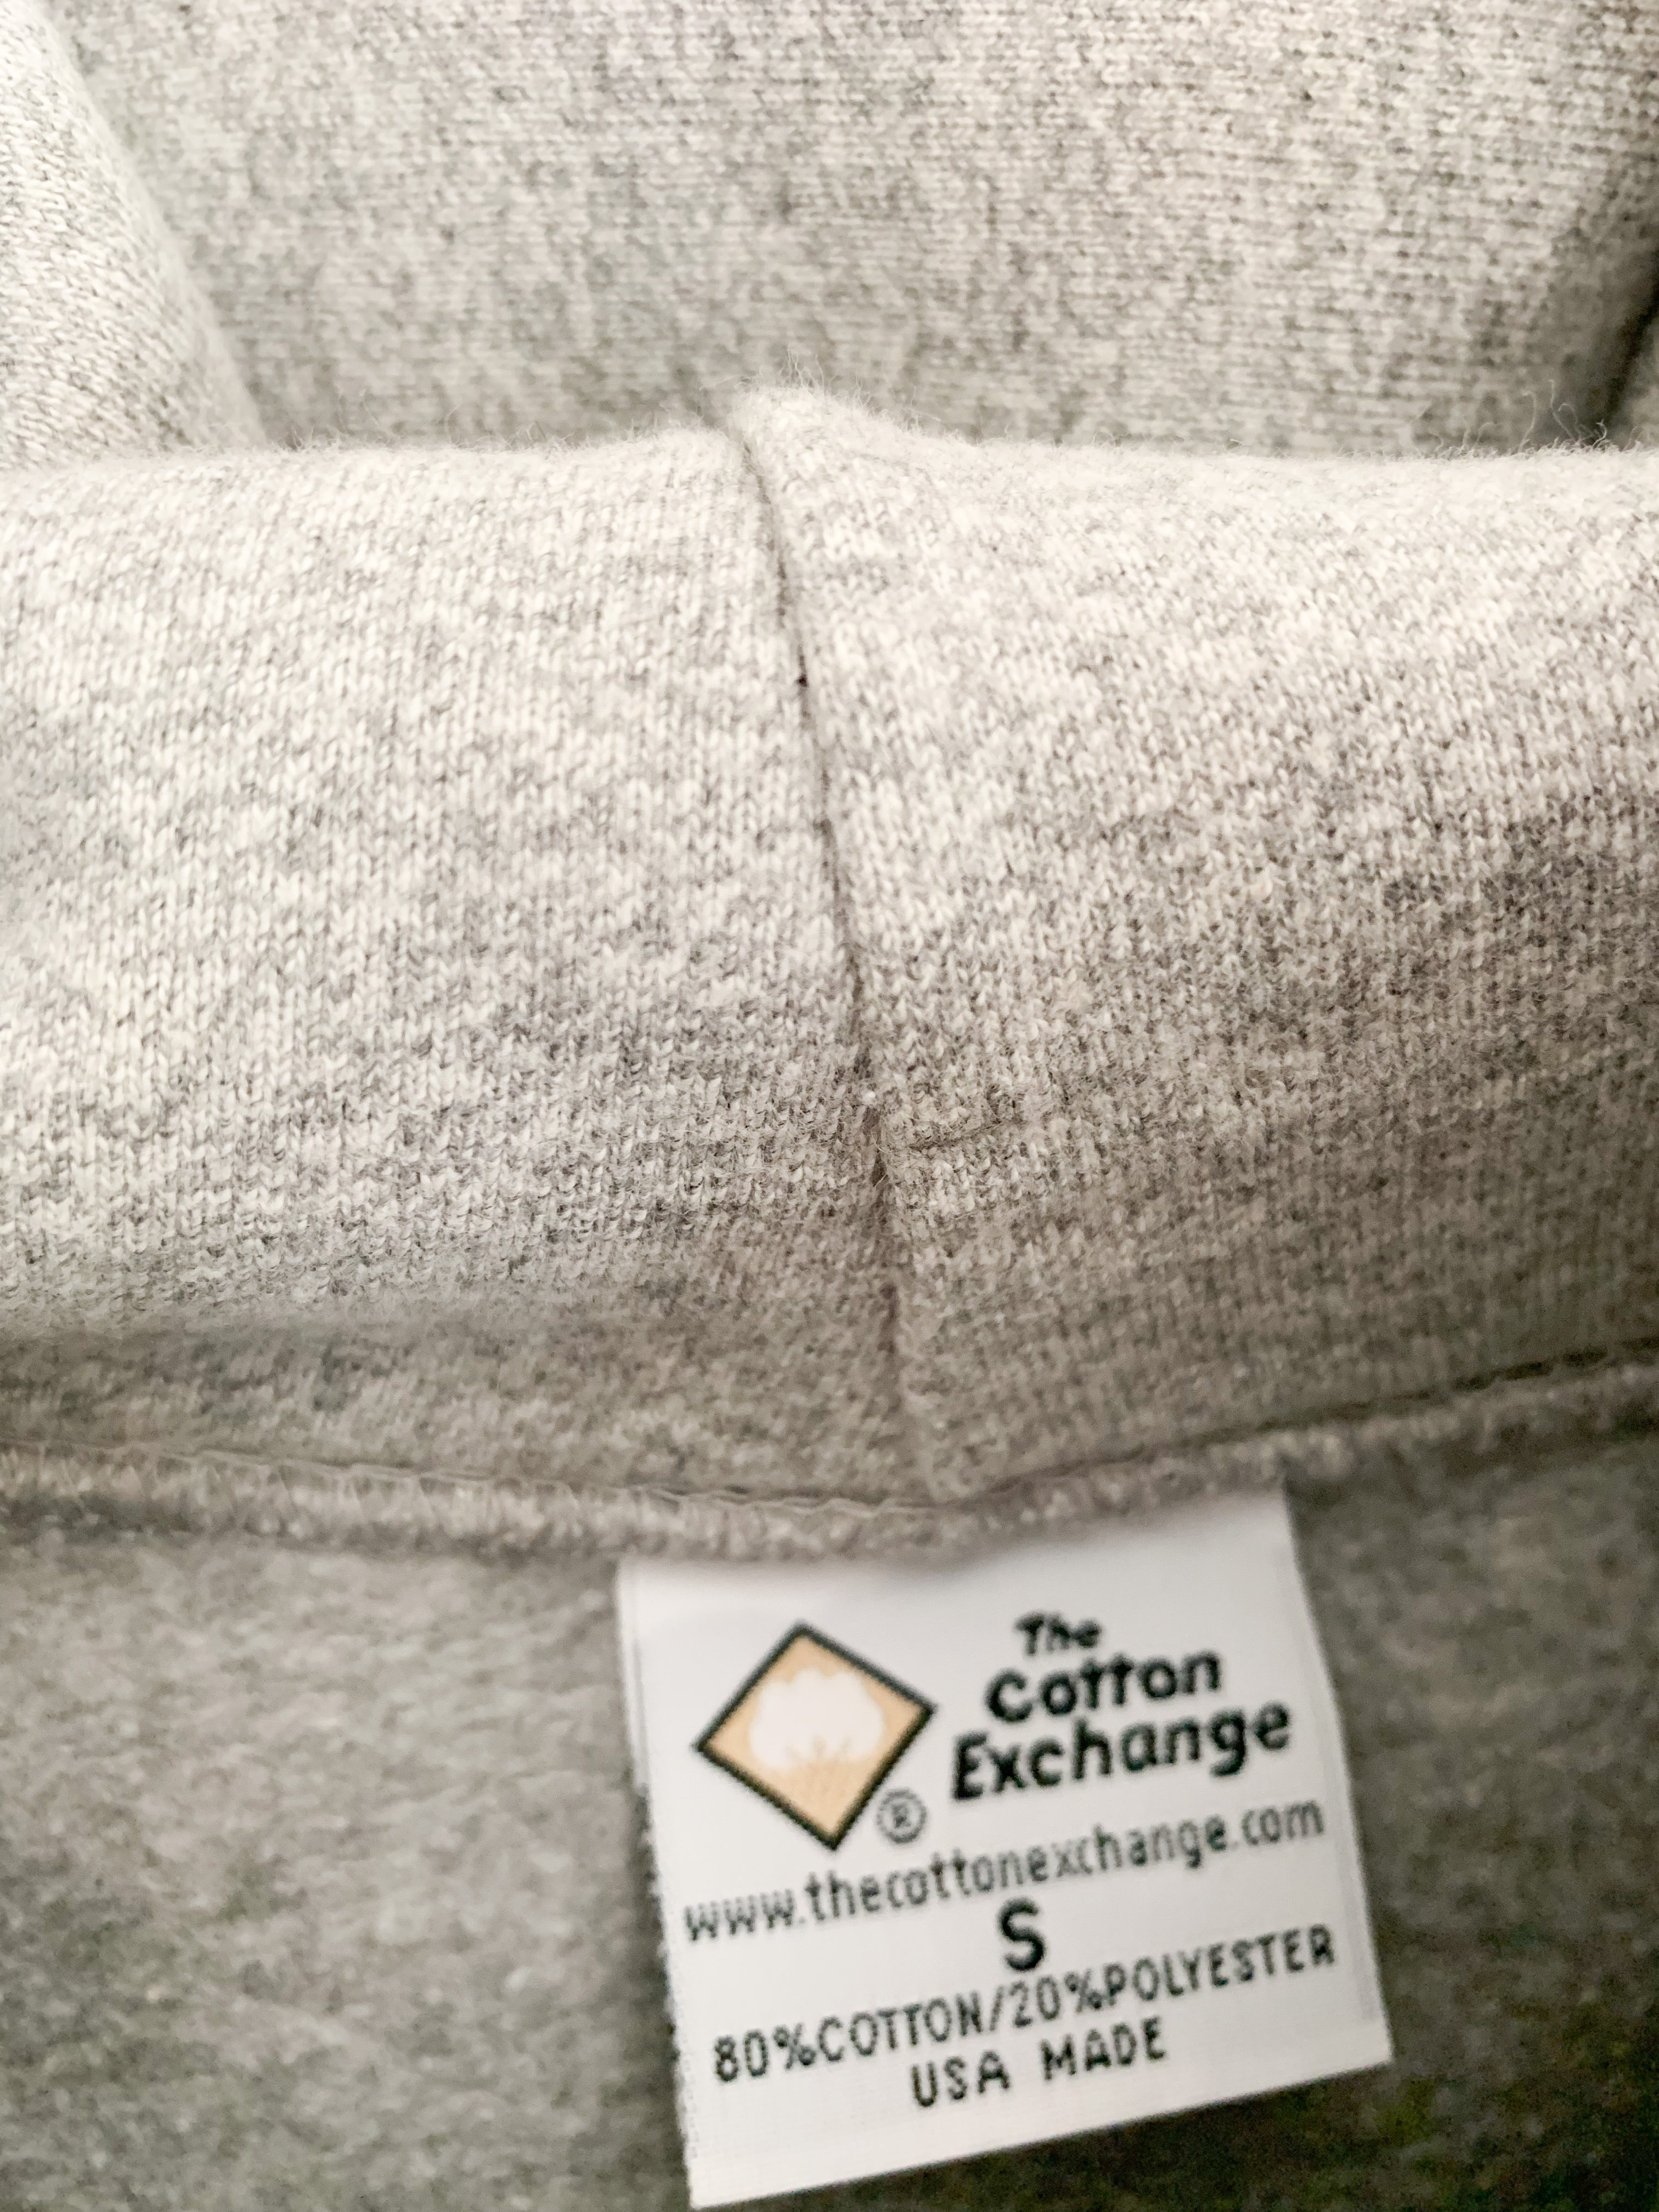 The
Cotton
Exchange
®
www.thecottonexchange.com
S
80%COTTON/20%POLYESTER
USA MADE